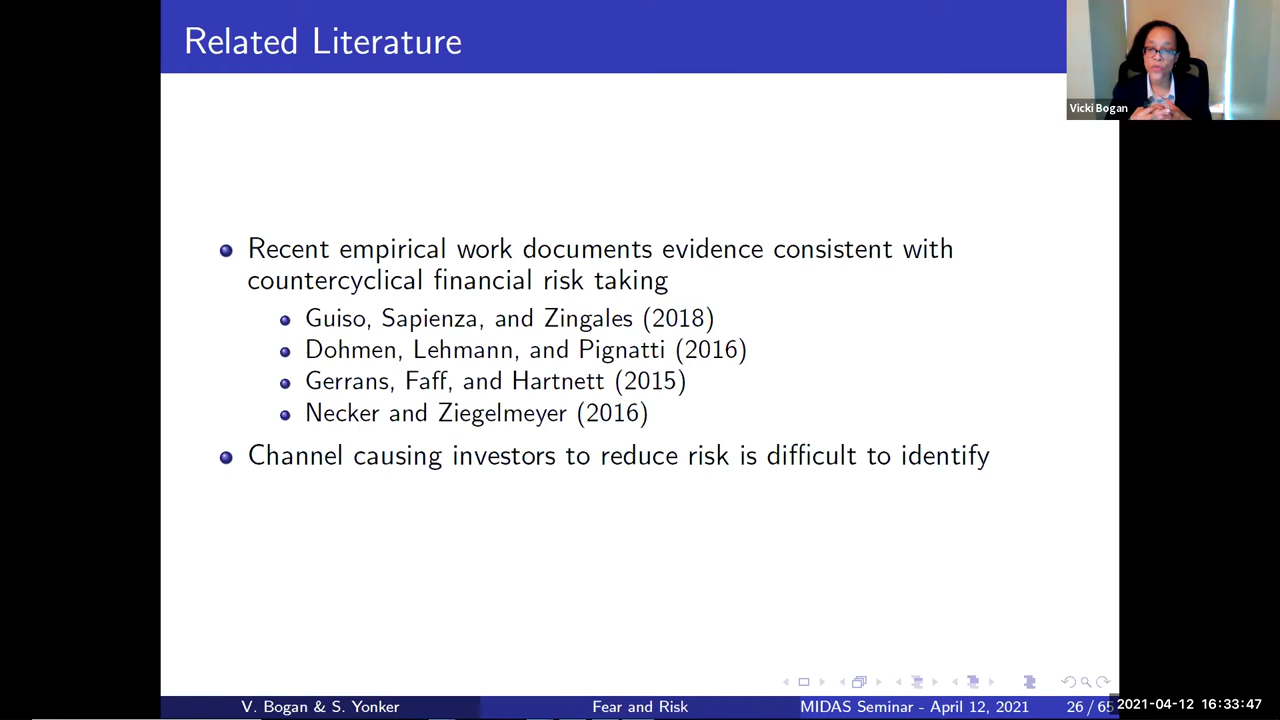 Related Literature
Vicki Bogan
Recent empirical work documents evidence consistent with
countercyclical financial risk taking
Guiso, Sapienza, and Zingales (2018)
Dohmen, Lehmann, and Pignatti (2016)
Gerrans, Faff, and Hartnett (2015)
Necker and Ziegelmeyer (2016)
Channel causing investors to reduce risk is difficult to identify
V. Bogan & S. Yonker Fear and Risk MIDAS Seminar - April 12, 2021 26 / 65 2021-04-12 16:33:47